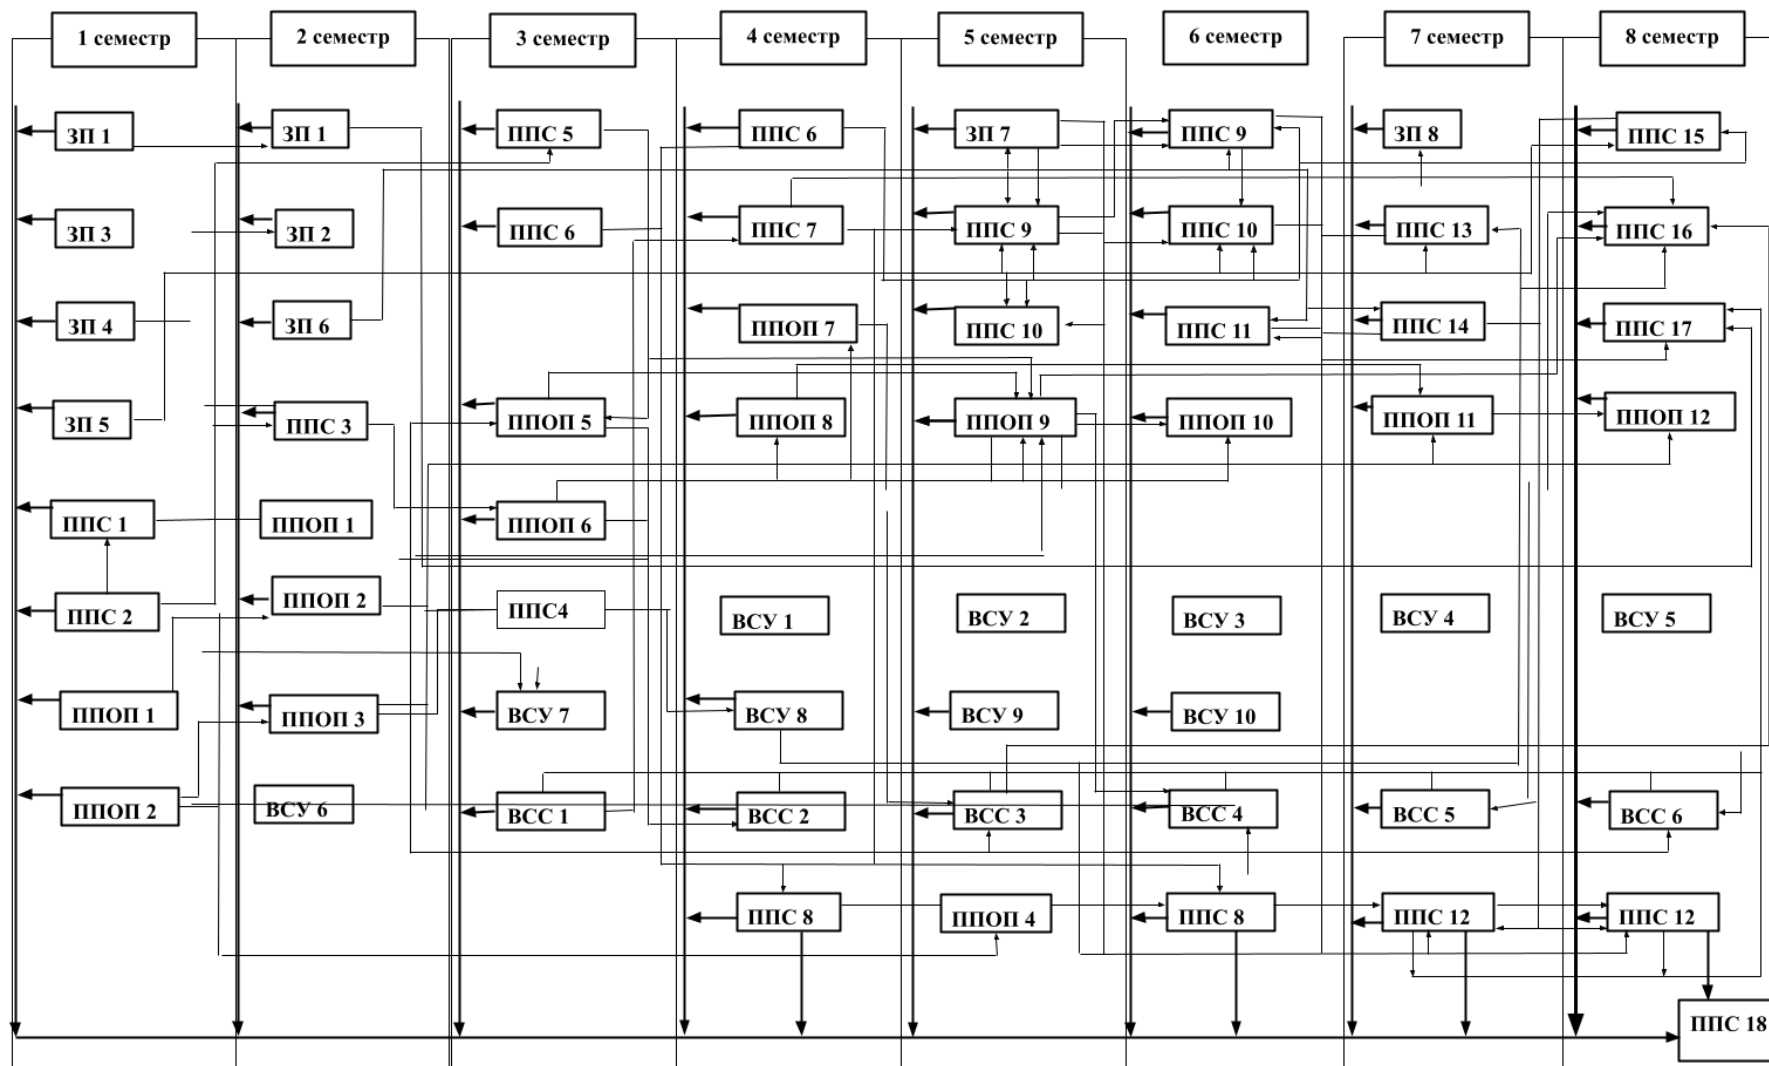 1 семестр
2 семестр
3 семестр
4 семестр
5 семестр
6 семестр
7 семестр
8 семестр
ЗП 1
ЗП 1
ППС 5
ППС 6
ЗП 7
ППС 9
ЗП 8
ППС 15
ЗП 3
ЗП 2
ППС 6
ППС 7
ППС 9
ППС 10
ППС 13
ППС 16
ЗП 4
ЗП 6
ППОП 7
ППС 10
ППС 11
ППС 14
ППС 17
ЗП 5
ППС 3
ППОП 5
ППОП 8
ППОП 9
ППОП 10
ППОП 11
ППОП 12
ППС 1
ППОП 1
ППОП 6
ППС 2
ППОП 2
ППС4
ВСУ 1
ВСУ 2
ВСУ 3
ВСУ 4
ВСУ 5
ППОП 1
ППОП 3
ВСУ 7
ВСУ 8
ВСУ 9
ВСУ 10
ППОП 2
ВСУ 6
ВСС 1
ВСС 2
ВСС 3
ВСС 4
ВСС 5
ВСС 6
ППС 8
ППОП 4
ППС 8
ППС 12
ППС 12
ППС 18